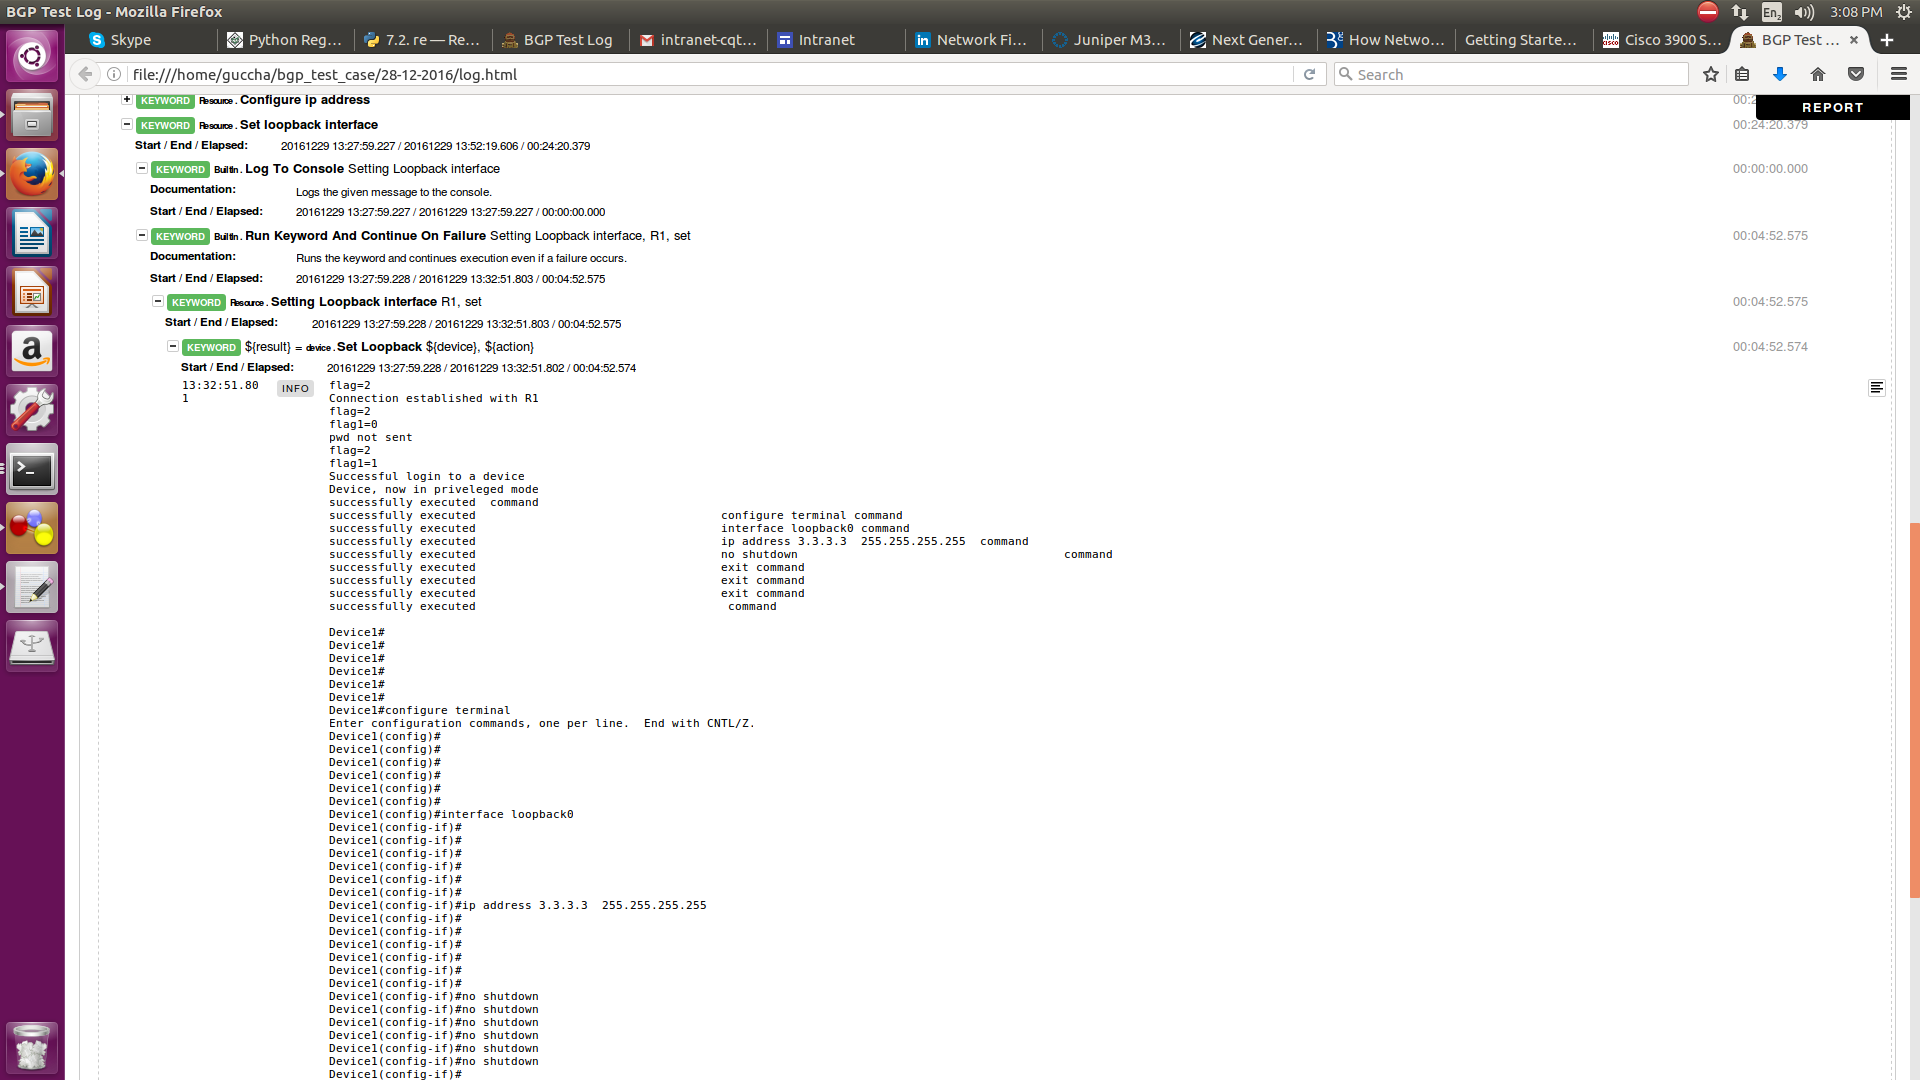 BGP Test Log - Mozilla Firefox
En2 3:08 PM
Skype Python Reg... 7.2. re — Re... BGP Test Log intranet-cqt... Intranet Network Fi... Juniper M3... Next Gener... How Netwo... Getting Starte... Cisco 3900 S... BGP Test ...
file:///home/guccha/bgp_test_case/28-12-2016/log.html Search
KEYWORD Resource . Configure ip address
REPORT
KEYWORD Resource . Set loopback interface 00:24:20.379
Start / End / Elapsed: 20161229 13:27:59.227 / 20161229 13:52:19.606 / 00:24:20.379
KEYWORD BuiltIn . Log To Console Setting Loopback interface 00:00:00.000
Documentation: Logs the given message to the console.
Start / End / Elapsed: 20161229 13:27:59.227 / 20161229 13:27:59.227 / 00:00:00.000
KEYWORD BuiltIn . Run Keyword And Continue On Failure Setting Loopback interface, R1, set 00:04:52.575
Documentation: Runs the keyword and continues execution even if a failure occurs.
Start / End / Elapsed: 20161229 13:27:59.228 / 20161229 13:32:51.803 / 00:04:52.575
KEYWORD Resource . Setting Loopback interface R1, set 00:04:52.575
Start / End / Elapsed: 20161229 13:27:59.228 / 20161229 13:32:51.803 / 00:04:52.575
KEYWORD ${result} = device . Set Loopback ${device}, ${action} 00:04:52.574
Start / End / Elapsed: 20161229 13:27:59.228 / 20161229 13:32:51.802 / 00:04:52.574
13:32:51.801 INFO flag=2
Connection established with R1
flag=2
flag1=0
pwd not sent
flag=2
flag1=1
Successful login to a device
Device, now in priveleged mode
successfully executed  command
successfully executed configure terminal command
successfully executed interface loopback0 command
successfully executed ip address 3.3.3.3  255.255.255.255  command
successfully executed no shutdown command
successfully executed exit command
successfully executed exit command
successfully executed exit command
successfully executed command
Device1#
Device1#
Device1#
Device1#
Device1#
Device1#
Device1#configure terminal
Enter configuration commands, one per line.  End with CNTL/Z.
Device1(config)#
Device1(config)#
Device1(config)#
Device1(config)#
Device1(config)#
Device1(config)#
Device1(config)#interface loopback0
Device1(config-if)#
Device1(config-if)#
Device1(config-if)#
Device1(config-if)#
Device1(config-if)#
Device1(config-if)#
Device1(config-if)#ip address 3.3.3.3  255.255.255.255
Device1(config-if)#
Device1(config-if)#
Device1(config-if)#
Device1(config-if)#
Device1(config-if)#
Device1(config-if)#
Device1(config-if)#no shutdown
Device1(config-if)#no shutdown
Device1(config-if)#no shutdown
Device1(config-if)#no shutdown
Device1(config-if)#no shutdown
Device1(config-if)#no shutdown
Device1(config-if)#